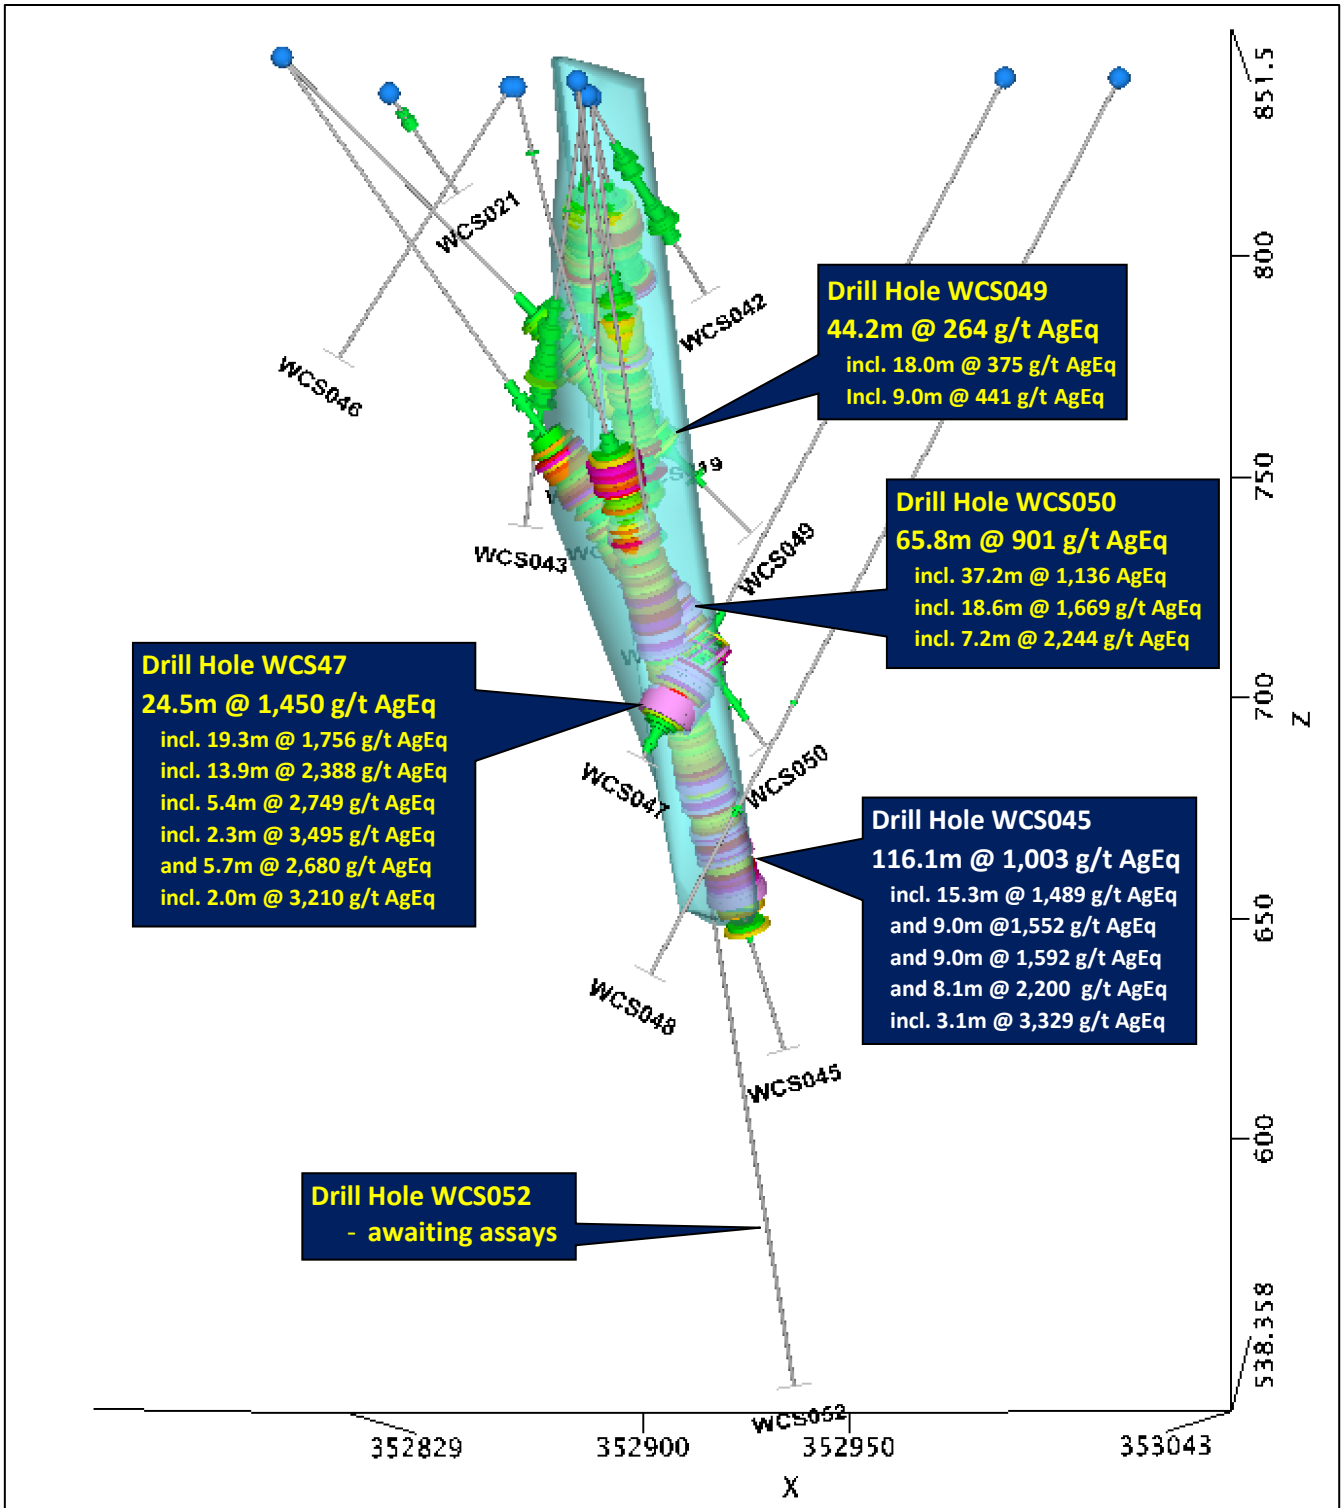 851.5
WCS021
800
WCS042
WCS046
Drill Hole WCS049
44.2m @ 264 g/t AgEq
incl. 18.0m @ 375 g/t AgEq
Incl. 9.0m @ 441 g/t AgEq
750
WCS049
WCS043
Drill Hole WCS050
65.8m @ 901 g/t AgEq
incl. 37.2m @ 1,136 AgEq
incl. 18.6m @ 1,669 g/t AgEq
incl. 7.2m @ 2,244 g/t AgEq
Drill Hole WCS47
24.5m @ 1,450 g/t AgEq
incl. 19.3m @ 1,756 g/t AgEq
incl. 13.9m @ 2,388 g/t AgEq
incl. 5.4m @ 2,749 g/t AgEq
incl. 2.3m @ 3,495 g/t AgEq
and 5.7m @ 2,680 g/t AgEq
incl. 2.0m @ 3,210 g/t AgEq
700
Z
WCS047
WCS050
Drill Hole WCS045
116.1m @ 1,003 g/t AgEq
incl. 15.3m @ 1,489 g/t AgEq
and 9.0m @1,552 g/t AgEq
and 9.0m @ 1,592 g/t AgEq
and 8.1m @ 2,200 g/t AgEq
incl. 3.1m @ 3,329 g/t AgEq
650
WCS048
WCS045
600
Drill Hole WCS052
- awaiting assays
538.358
WCS052
352829
352900
352950
353043
X